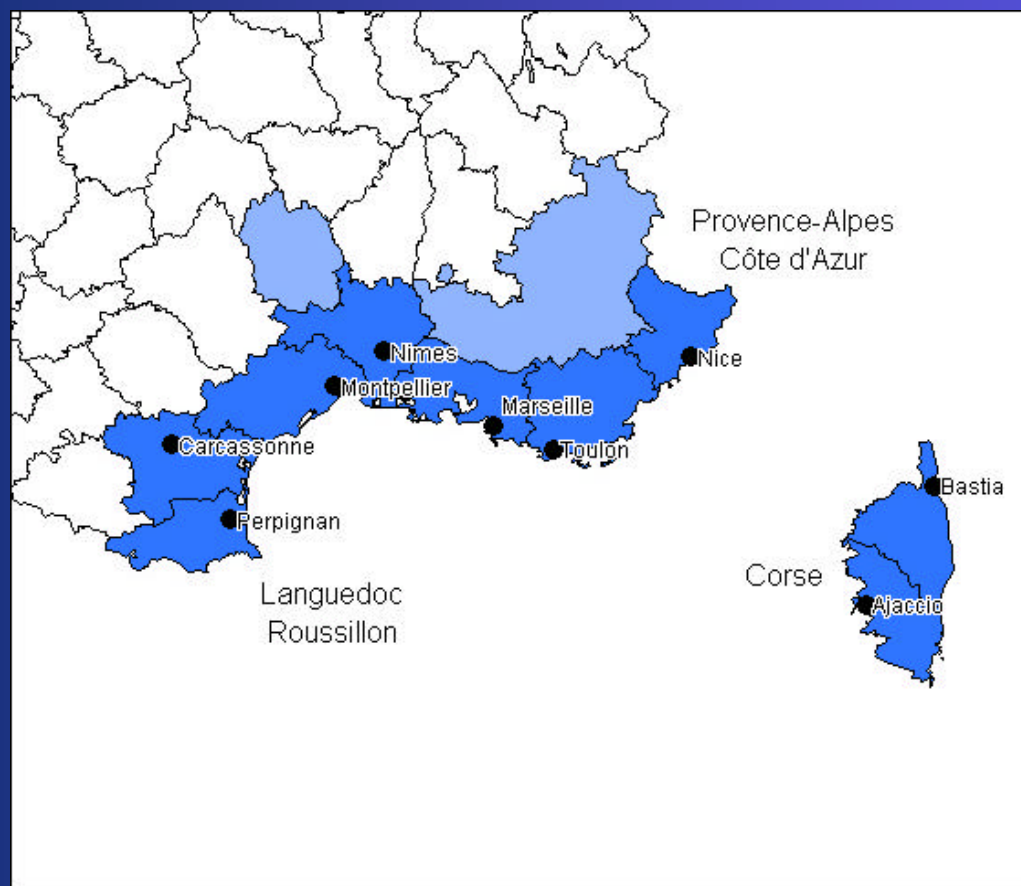 Provence-Alpes
Côte d'Azur
Nimes
Nice
Montpellier
Marseille
Carcassonne
Toulon
Bastia
Perpignan
Corse
Languedoc
Roussillon
Ajaccio